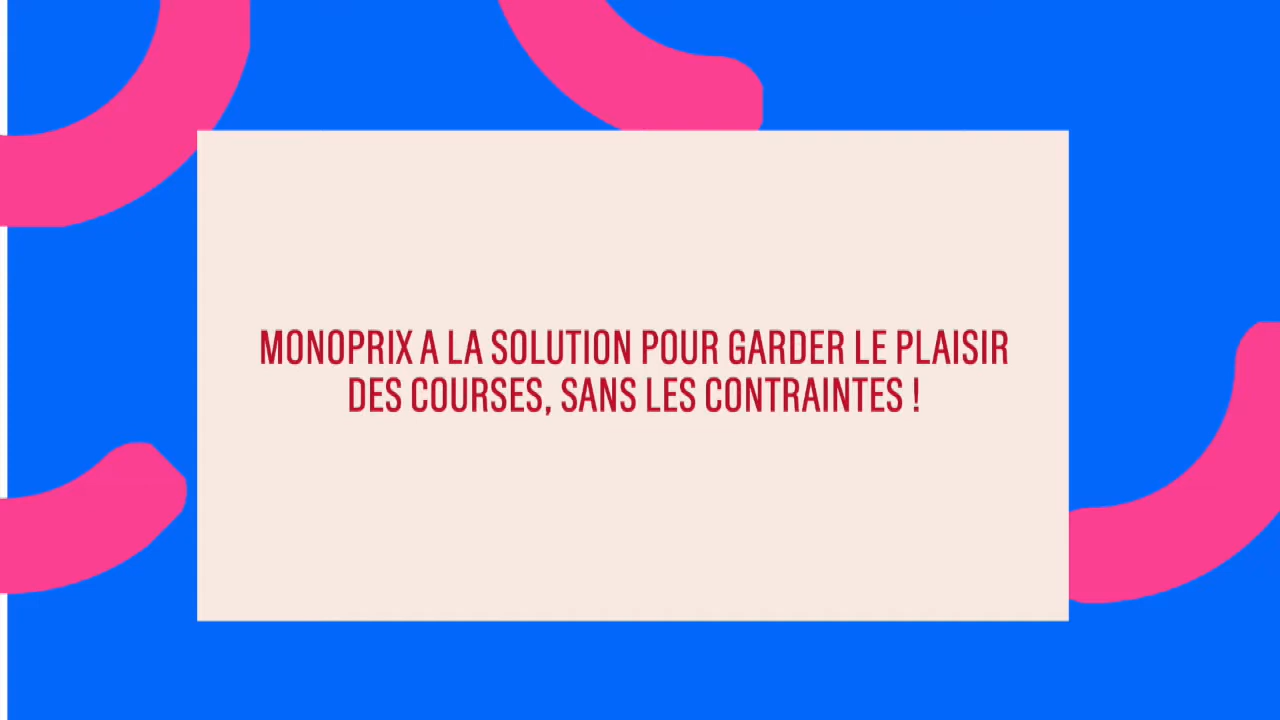 MONOPRIX A LA SOLUTION POUR GARDER LE PLAISIR
DES COURSES, SANS LES CONTRAINTES !